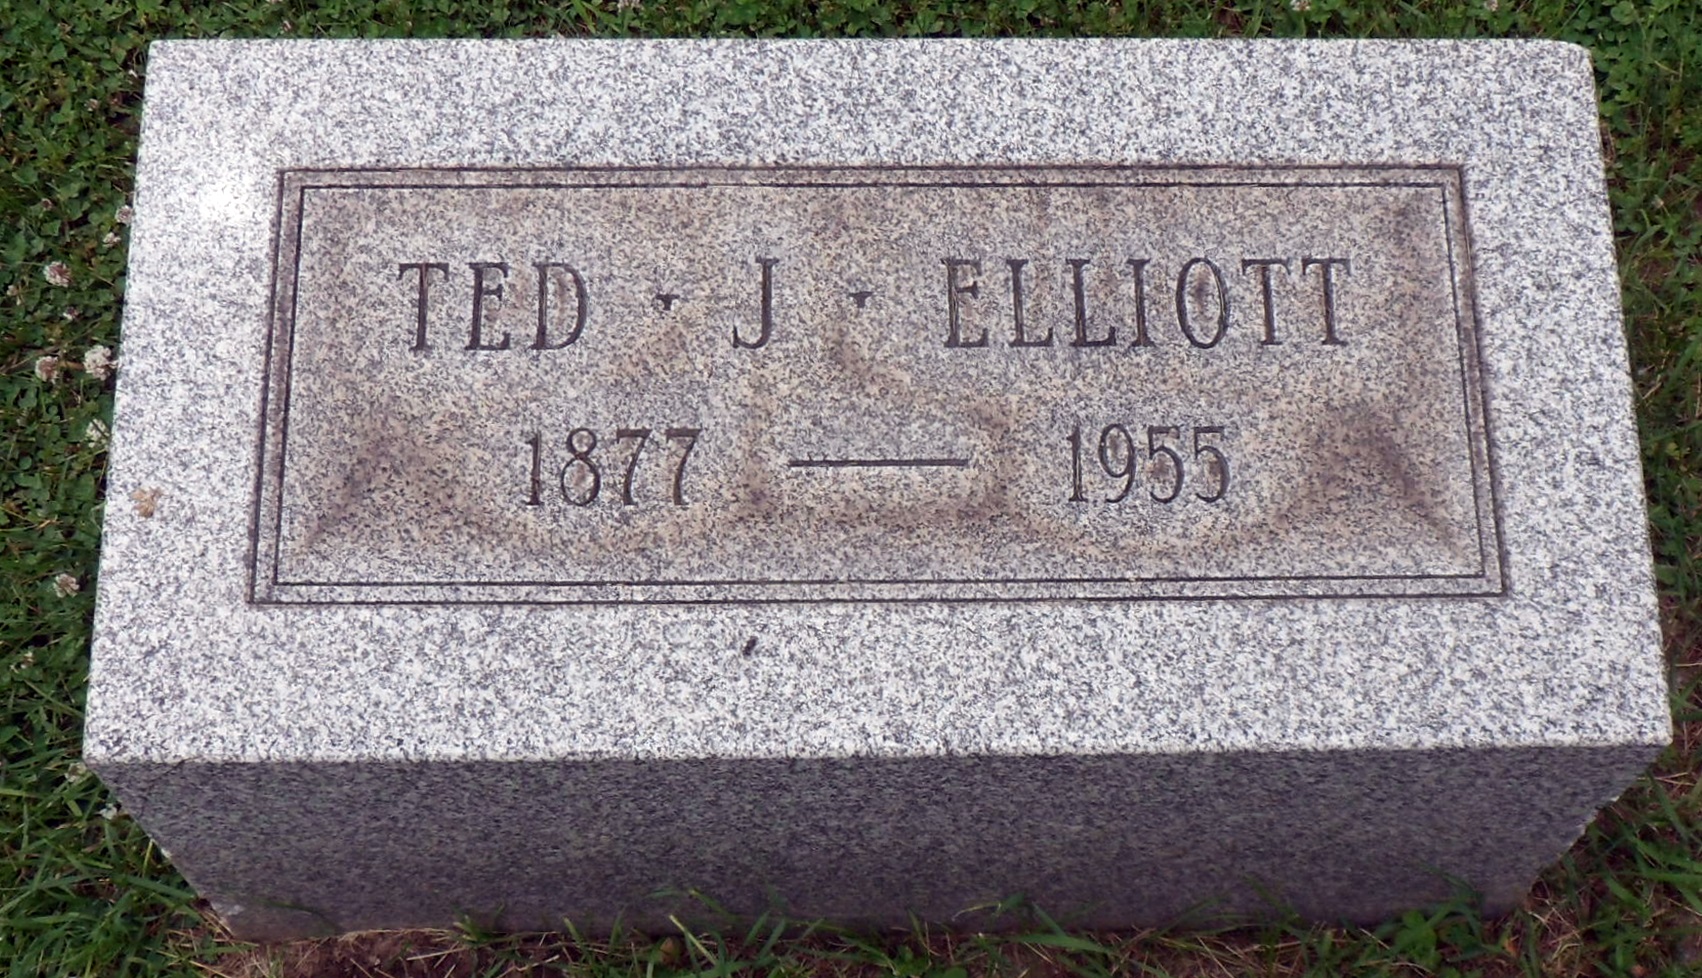 TED · J · ELLIOTT
1877 — 1955